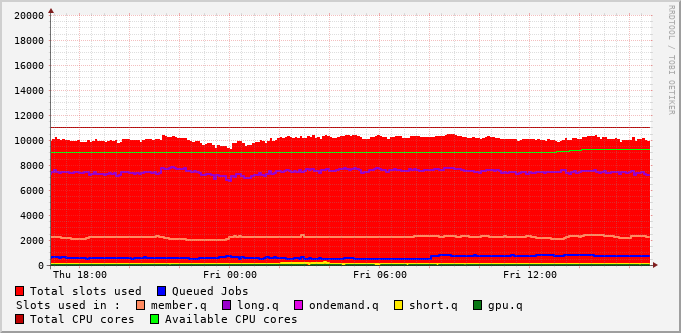 20000
18000
16000
14000
12000
10000
8000
6000
4000
2000
0
Thu 18:00 Fri 00:00 Fri 06:00 Fri 12:00
Total slots used Queued Jobs
Slots used in : member.q long.q ondemand.q short.q gpu.q
Total CPU cores Available CPU cores
RRDTOOL / TOBI OETIKER